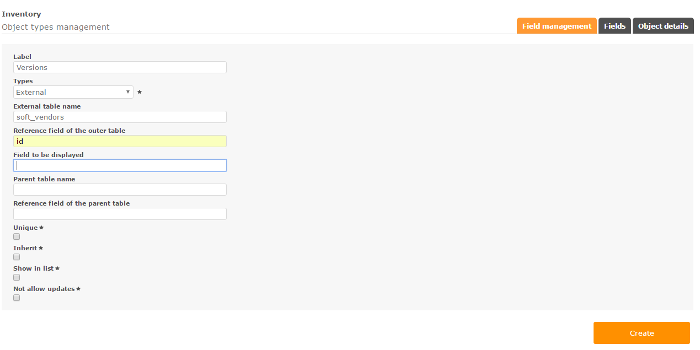 Inventory
Object types management
Field management Fields Object details
Label
Versions
Types
External ★
External table name
soft_vendors
Reference field of the outer table
id
Field to be displayed
Parent table name
Reference field of the parent table
Unique ★
Inherit ★
Show in list ★
Not allow updates ★
Create